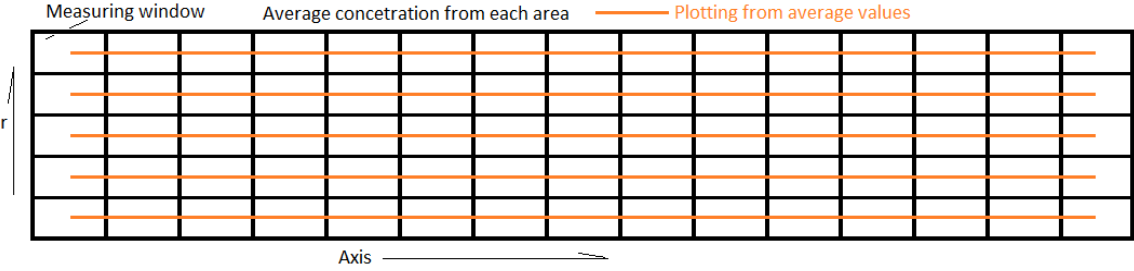 Measuring window
Average concetration from each area
Plotting from average values
r
Axis